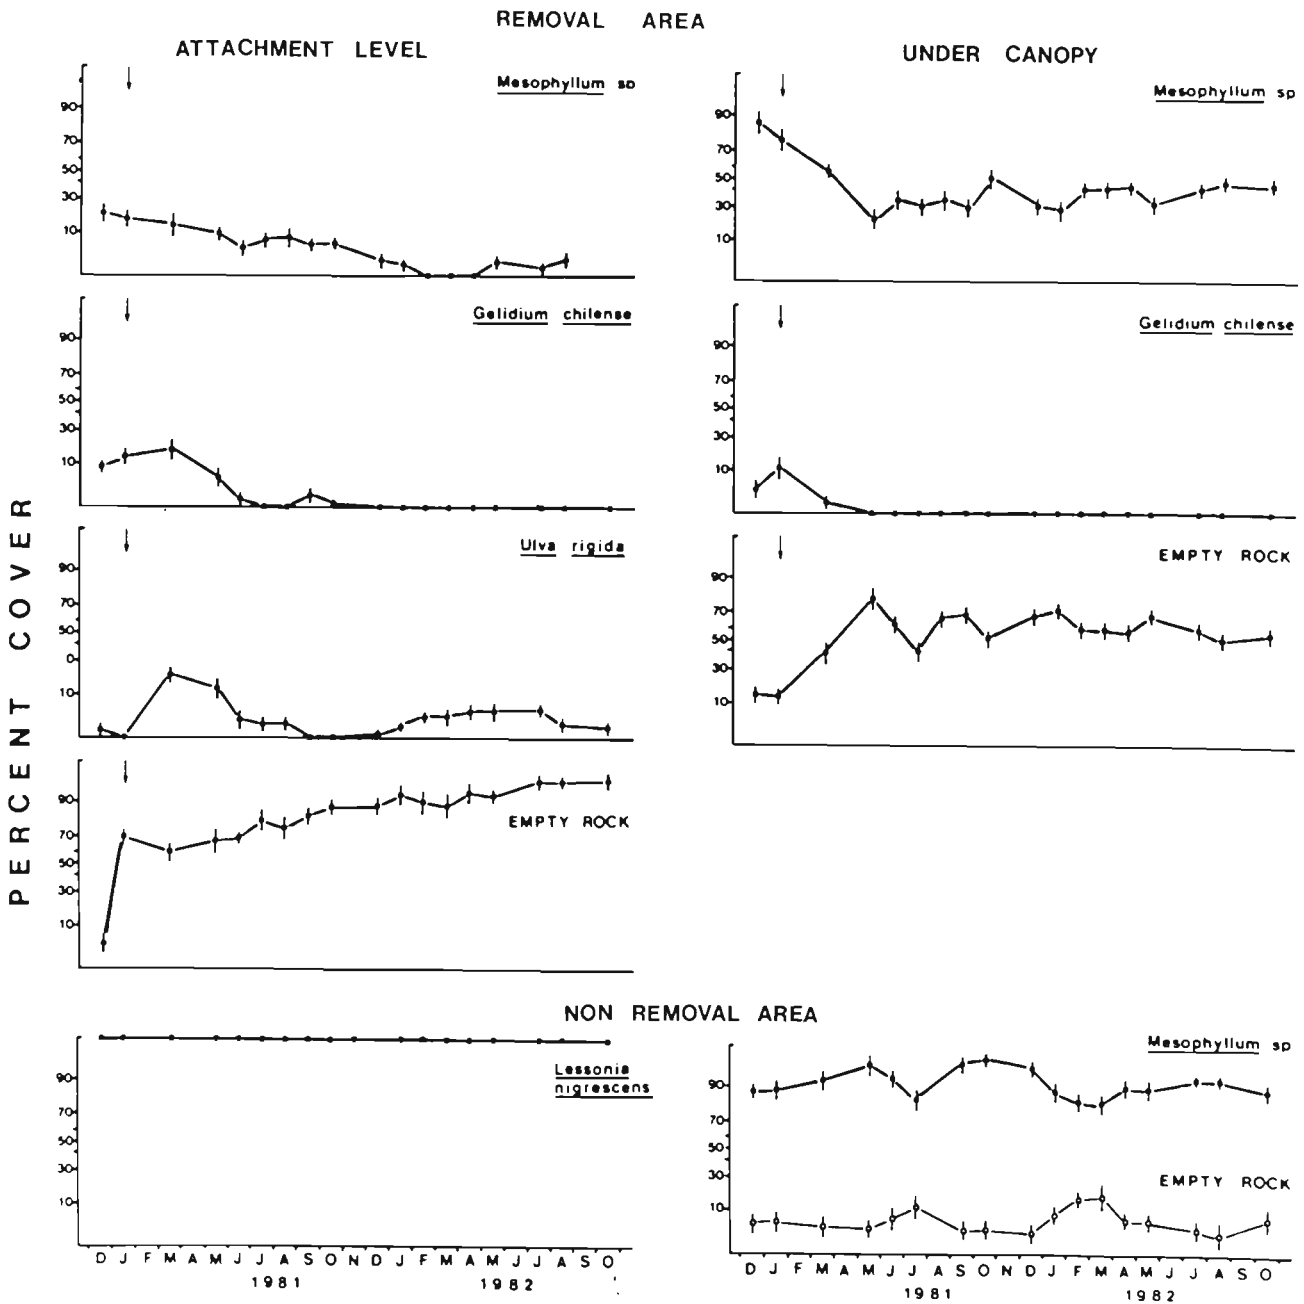 REMOVAL AREA
ATTACHMENT LEVEL
UNDER CANOPY
PERCENT COVER
Mesophyllum sp
90
70
50
30
10
Mesophyllum sp
90
70
50
30
10
Gelidium chilense
90
70
50
30
10
Gelidium chilense
90
70
50
30
10
Ulva rigida
90
70
50
0
10
EMPTY ROCK
90
70
50
30
10
EMPTY ROCK
90
70
50
30
10
NON REMOVAL AREA
Lessonia
nigrescens
90
70
50
30
10
D J F M A M J J A S O N D J F M A M J J A S O
1981 1982
Mesophyllum sp
90
70
50
30
EMPTY ROCK
10
D J F M A M J J A S O N D J F M A M J J A S O
1981 1982